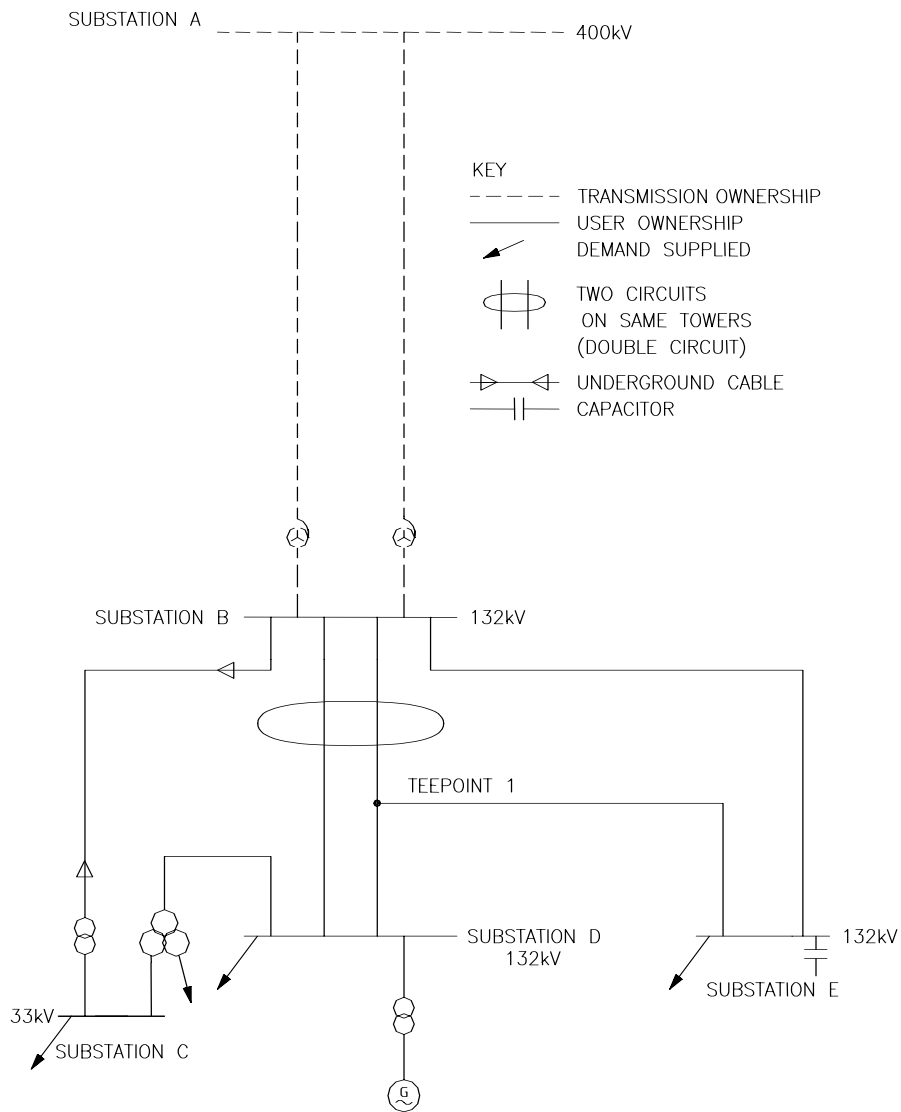 SUBSTATION A
400kV
KEY
TRANSMISSION OWNERSHIP
USER OWNERSHIP
DEMAND SUPPLIED
TWO CIRCUITS
ON SAME TOWERS
(DOUBLE CIRCUIT)
UNDERGROUND CABLE
CAPACITOR
SUBSTATION B
132kV
TEEPOINT 1
SUBSTATION D
132kV
132kV
SUBSTATION E
33kV
SUBSTATION C
G